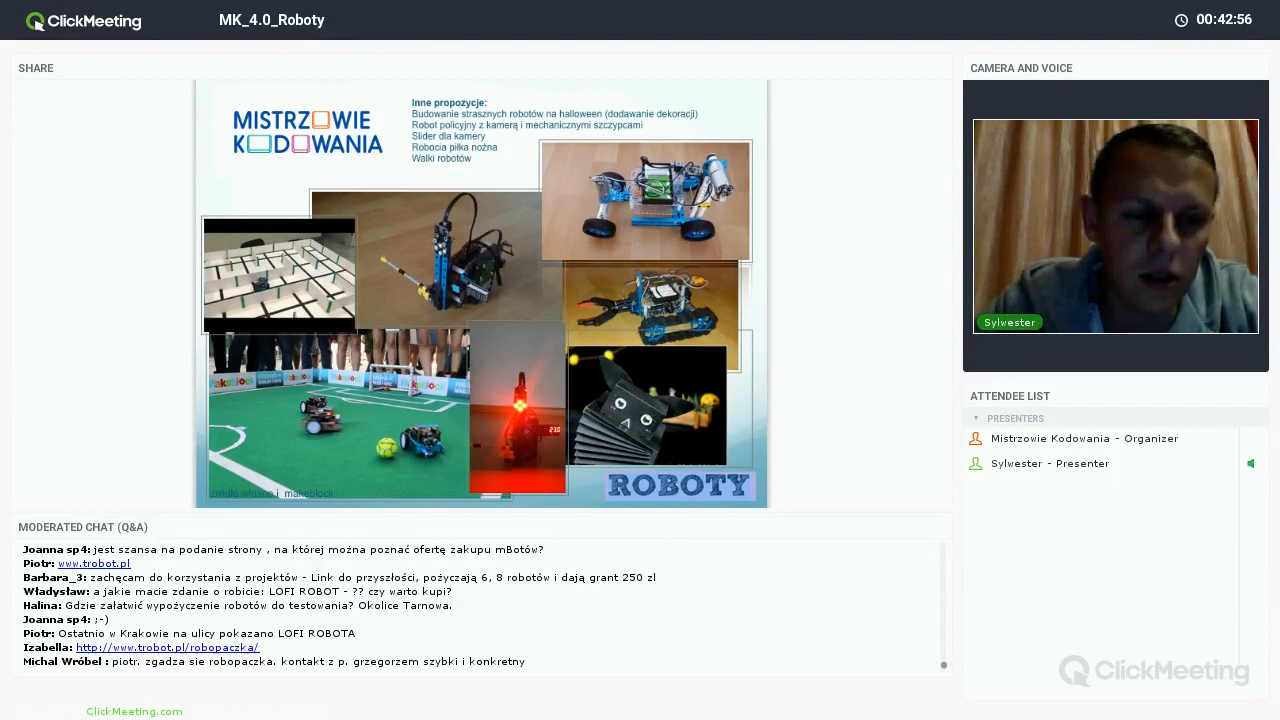 ClickMeeting
MK_4.0_Roboty
00:42:56
SHARE
MISTRZOWIE
KODOWANIA
Inne propozycje:
Budowanie strasznych robotów na halloween (dodawanie dekoracji)
Robot policyjny z kamerą i mechanicznymi szczypcami
Slider dla kamery
Robocia piłka nożna
Walki robotów
makeblock
źródło własne i makeblock
ROBOTY
CAMERA AND VOICE
Sylwester
ATTENDEE LIST
PRESENTERS
Mistrzowie Kodowania - Organizer
Sylwester - Presenter
MODERATED CHAT (Q&A)
Joanna sp4: jest szansa na podanie strony , na której można poznać ofertę zakupu mBotów?
Piotr: www.trobot.pl
Barbara_3: zachęcam do korzystania z projektów - Link do przyszłości, pożyczają 6, 8 robotów i dają grant 250 zl
Władysław: a jakie macie zdanie o robicie: LOFI ROBOT - ?? czy warto kupi?
Halina: Gdzie załatwić wypożyczenie robotów do testowania? Okolice Tarnowa.
Joanna sp4: ;-)
Piotr: Ostatnio w Krakowie na ulicy pokazano LOFI ROBOTA
Izabella: http://www.trobot.pl/robopaczka/
Michal Wróbel : piotr. zgadza sie robopaczka. kontakt z p. grzegorzem szybki i konkretny
ClickMeeting
ClickMeeting.com